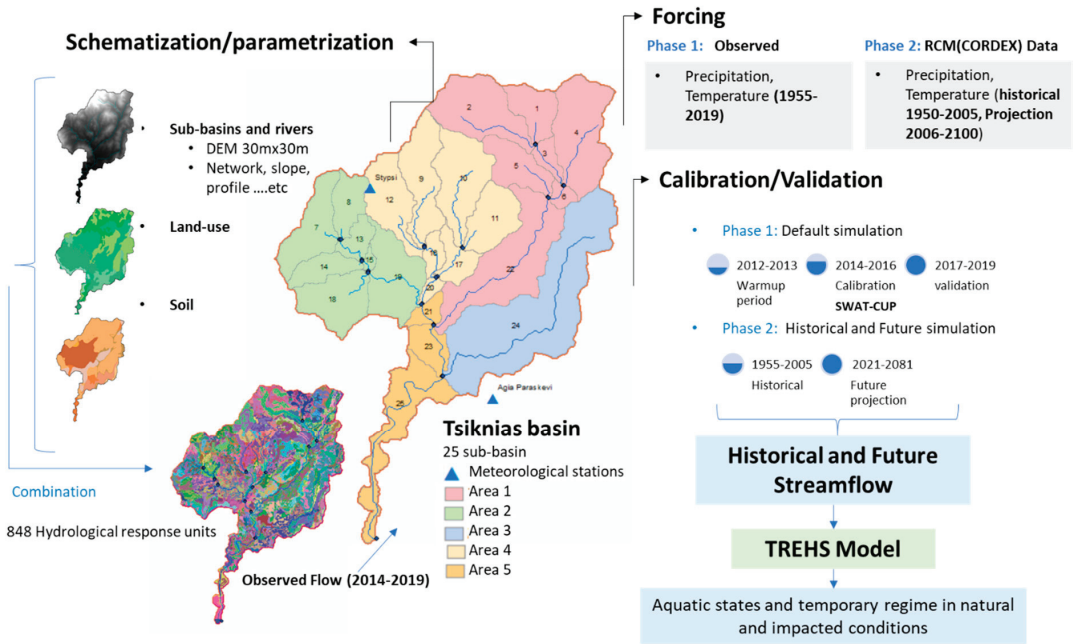 Schematization/parametrization
Sub-basins and rivers
• DEM 30mx30m
• Network, slope,
profile ....etc
• Land-use
• Soil
Combination
848 Hydrological response units
Observed Flow (2014-2019)
1
2
3
4
5
6
7
8
9
10
11
12
13
14
15
16
17
18
19
20
21
22
23
24
25
Stypsi
Agia Paraskevi
Tsiknias basin
25 sub-basin
Meteorological stations
Area 1
Area 2
Area 3
Area 4
Area 5
Forcing
Phase 1: Observed
• Precipitation,
Temperature (1955-
2019)
Phase 2: RCM(CORDEX) Data
• Precipitation,
Temperature (historical
1950-2005, Projection
2006-2100)
Calibration/Validation
• Phase 1: Default simulation
2012-2013
Warmup
period
2014-2016
Calibration
SWAT-CUP
2017-2019
validation
• Phase 2: Historical and Future simulation
1955-2005
Historical
2021-2081
Future
projection
Historical and Future
Streamflow
TREHS Model
Aquatic states and temporary regime in natural
and impacted conditions